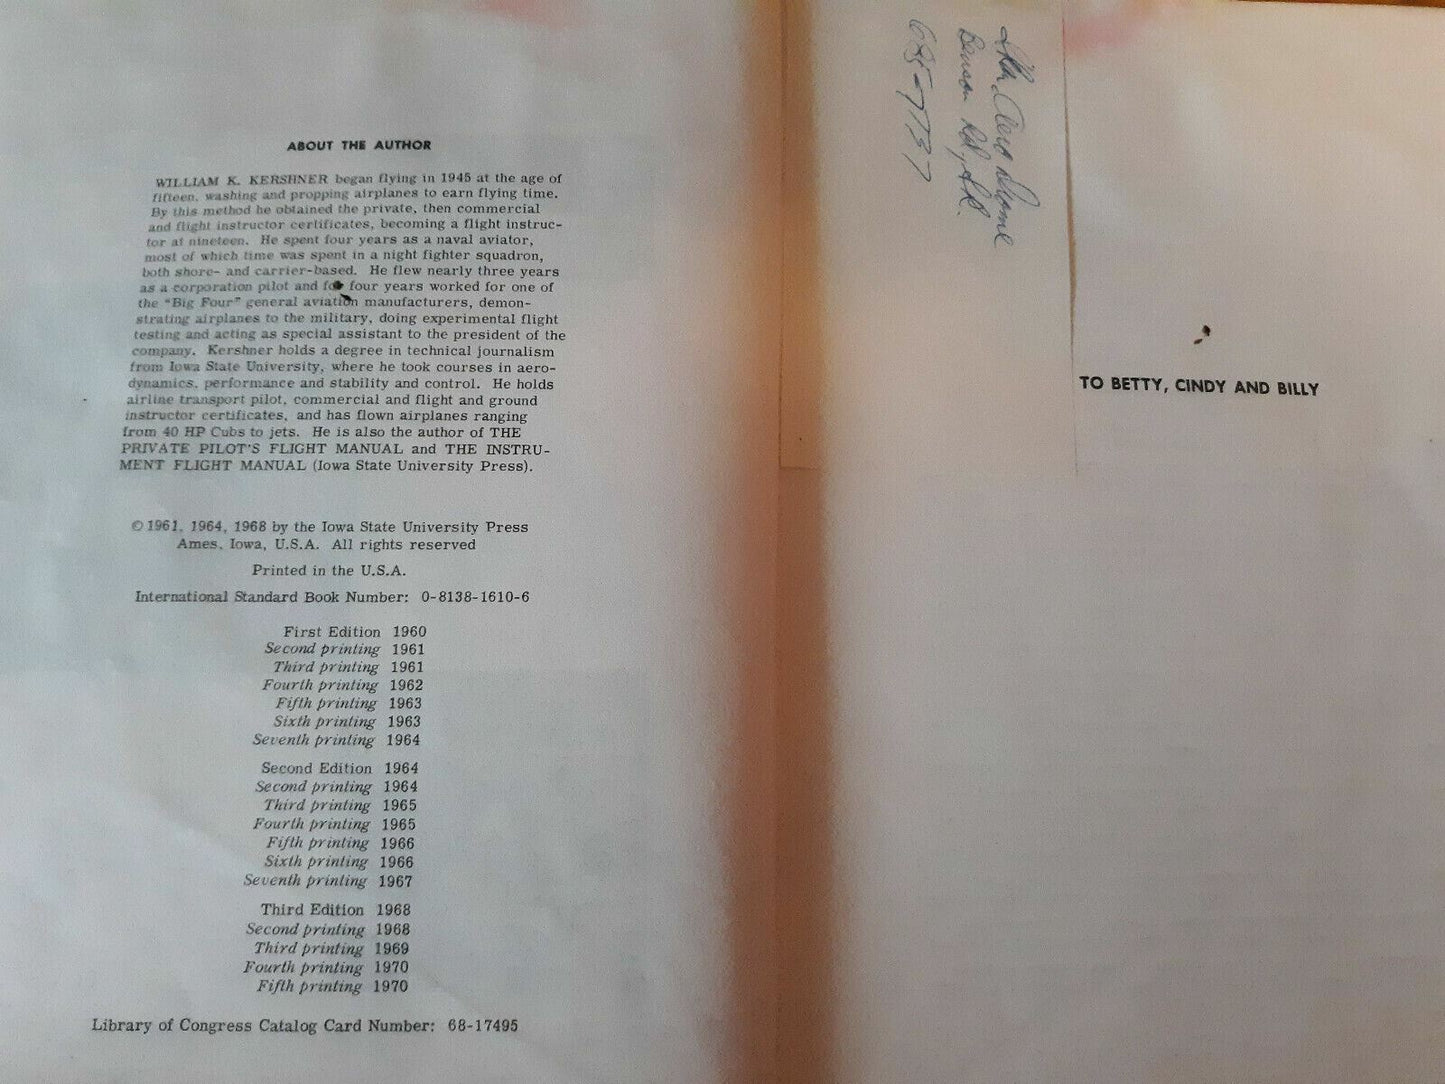 ABOUT THE AUTHOR
WILLIAM K. KERSHNER began flying in 1945 at the age of
fifteen, washing and propping airplanes to earn flying time.
By this method he obtained the private, then commercial
and flight instructor certificates, becoming a flight instruc-
tor at nineteen. He spent four years as a naval aviator,
most of which time was spent in a night fighter squadron,
both shore- and carrier-based. He flew nearly three years
as a corporation pilot and for four years worked for one of
the "Big Four" general aviation manufacturers, demon-
strating airplanes to the military, doing experimental flight
testing and acting as special assistant to the president of the
company. Kershner holds a degree in technical journalism
from Iowa State University, where he took courses in aero-
dynamics, performance and stability and control. He holds
airline transport pilot, commercial and flight and ground
instructor certificates, and has flown airplanes ranging
from 40 HP Cubs to jets. He is also the author of THE
PRIVATE PILOT'S FLIGHT MANUAL and THE INSTRU-
MENT FLIGHT MANUAL (Iowa State University Press).
© 1961, 1964, 1968 by the Iowa State University Press
Ames, Iowa, U.S.A. All rights reserved
Printed in the U.S.A.
International Standard Book Number: 0-8138-1610-6
First Edition 1960
Second printing 1961
Third printing 1961
Fourth printing 1962
Fifth printing 1963
Sixth printing 1963
Seventh printing 1964
Second Edition 1964
Second printing 1964
Third printing 1965
Fourth printing 1965
Fifth printing 1966
Sixth printing 1966
Seventh printing 1967
Third Edition 1968
Second printing 1968
Third printing 1969
Fourth printing 1970
Fifth printing 1970
Library of Congress Catalog Card Number: 68-17495
Aero
Benson Rd,
685-7737
TO BETTY, CINDY AND BILLY